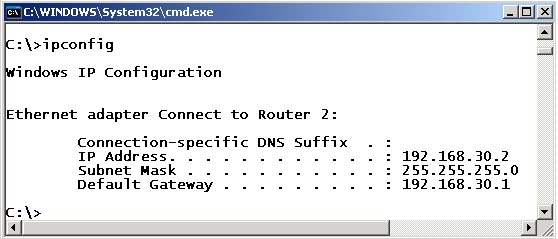 C:\WINDOWS\System32\cmd.exe
C:\>ipconfig
Windows IP Configuration
Ethernet adapter Connect to Router 2:
Connection-specific DNS Suffix  . :
IP Address. . . . . . . . . . . . : 192.168.30.2
Subnet Mask . . . . . . . . . . . : 255.255.255.0
Default Gateway . . . . . . . . . : 192.168.30.1
C:\>